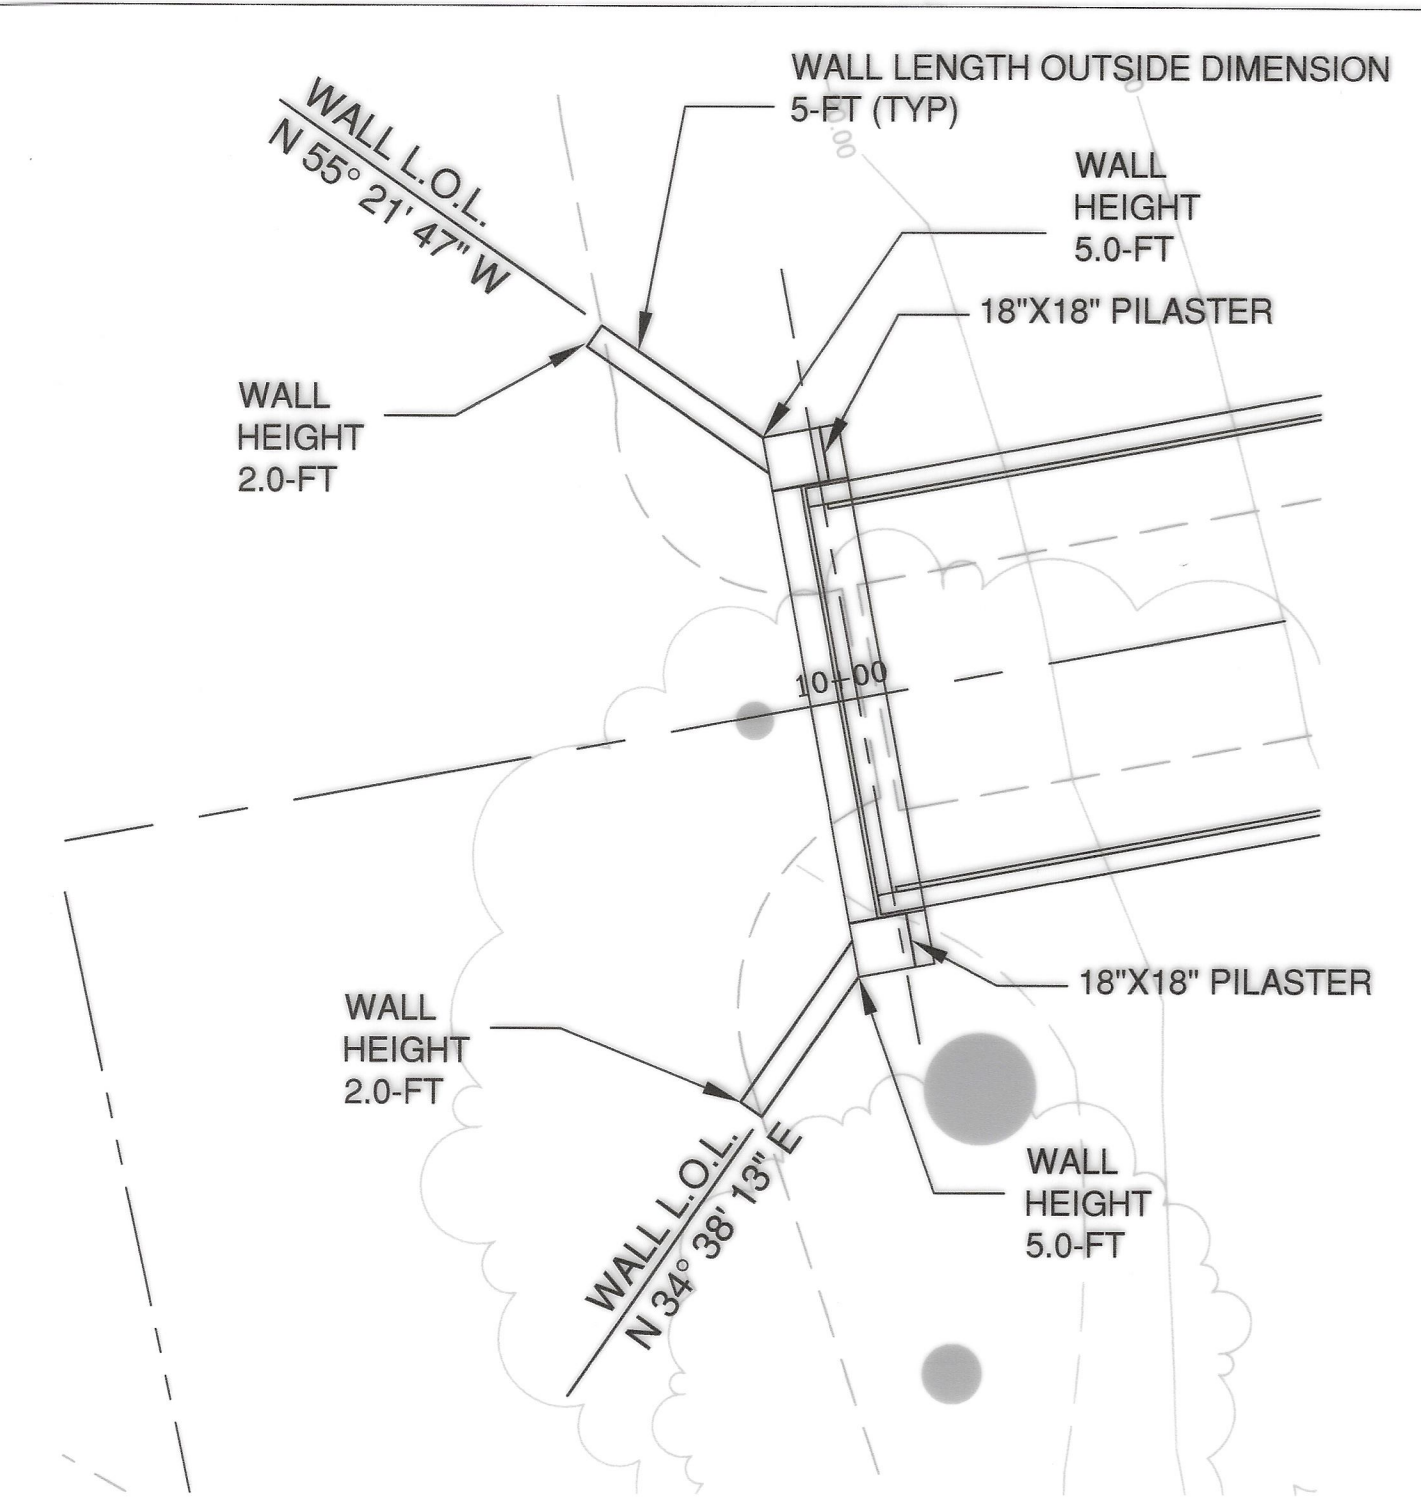 WALL LENGTH OUTSIDE DIMENSION
5-FT (TYP)
WALL L.O.L.
N 55° 21' 47" W
WALL
HEIGHT
5.0-FT
18"X18" PILASTER
WALL
HEIGHT
2.0-FT
10+00
18"X18" PILASTER
WALL
HEIGHT
2.0-FT
WALL L.O.L.
N 34° 38' 13" E
WALL
HEIGHT
5.0-FT